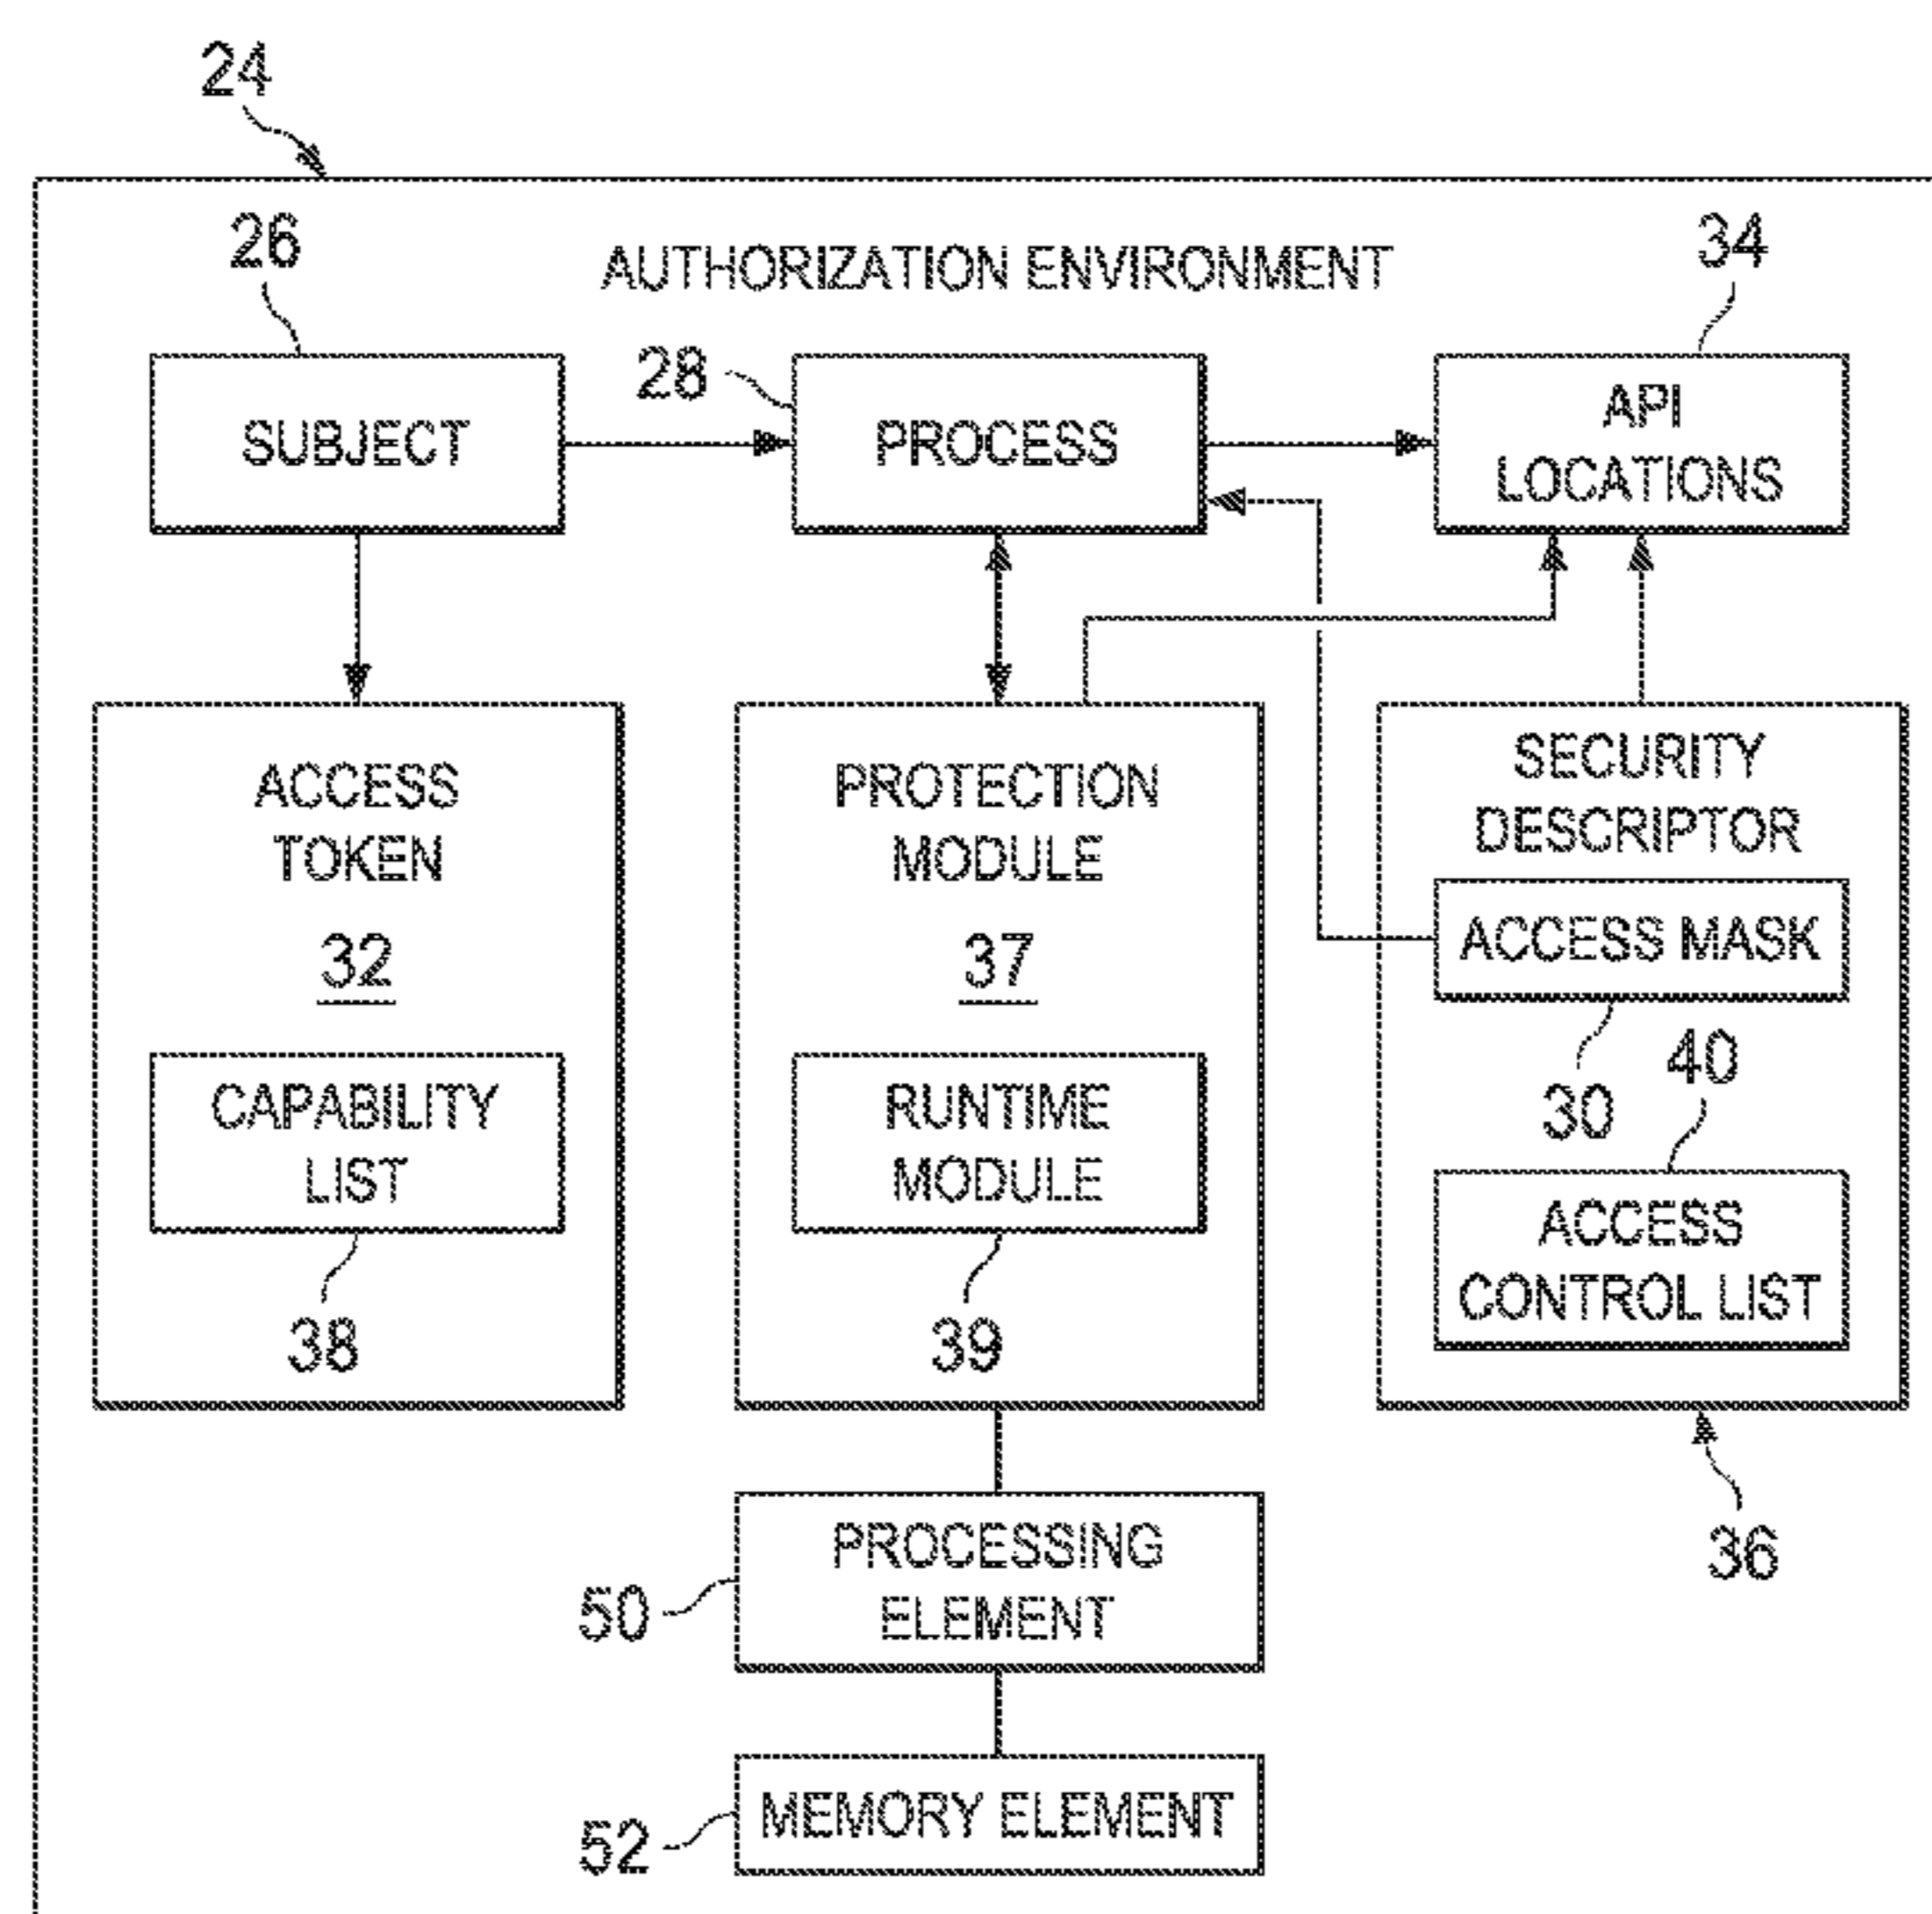 24
AUTHORIZATION ENVIRONMENT
26
34
28
SUBJECT
PROCESS
API
LOCATIONS
ACCESS
TOKEN
32
CAPABILITY
LIST
38
PROTECTION
MODULE
37
RUNTIME
MODULE
39
SECURITY
DESCRIPTOR
ACCESS MASK
30
40
ACCESS
CONTROL LIST
36
PROCESSING
ELEMENT
50
MEMORY ELEMENT
52